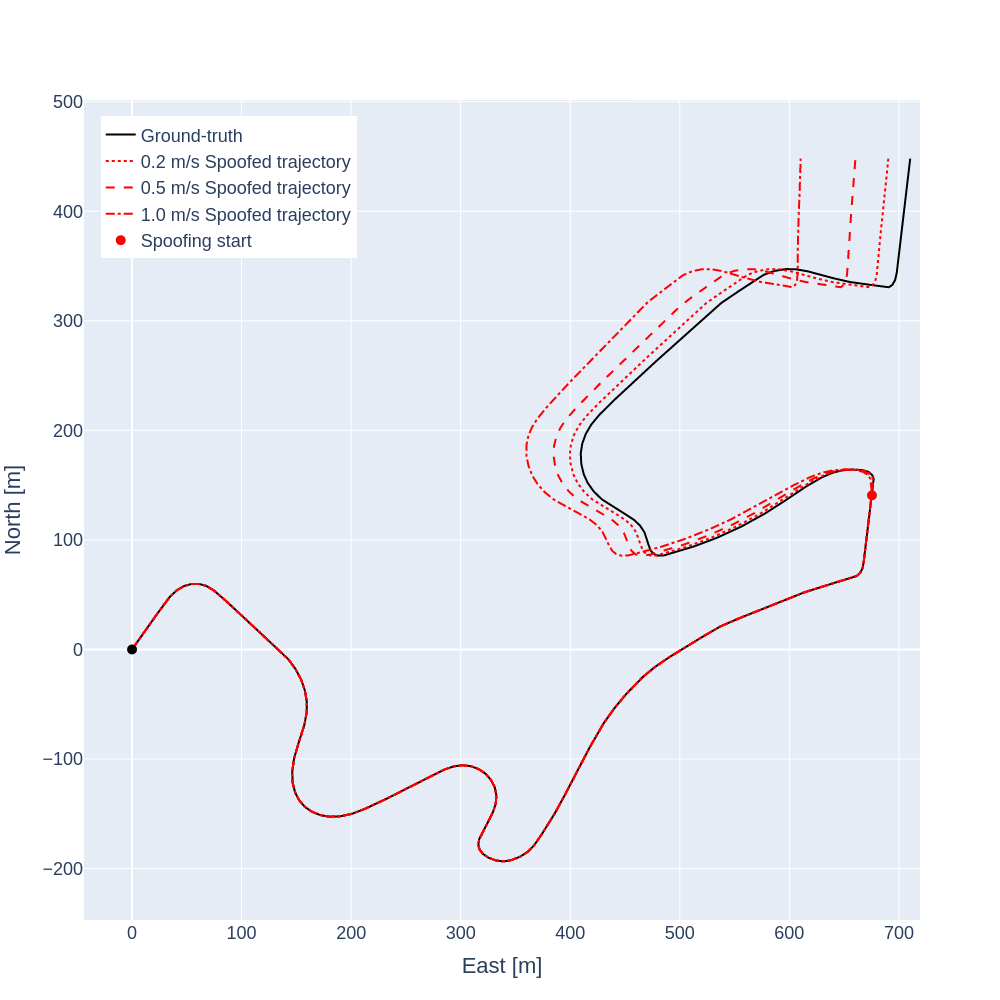 500
400
300
200
100
0
−100
−200
North [m]
Ground-truth
0.2 m/s Spoofed trajectory
0.5 m/s Spoofed trajectory
1.0 m/s Spoofed trajectory
Spoofing start
0 100 200 300 400 500 600 700
East [m]